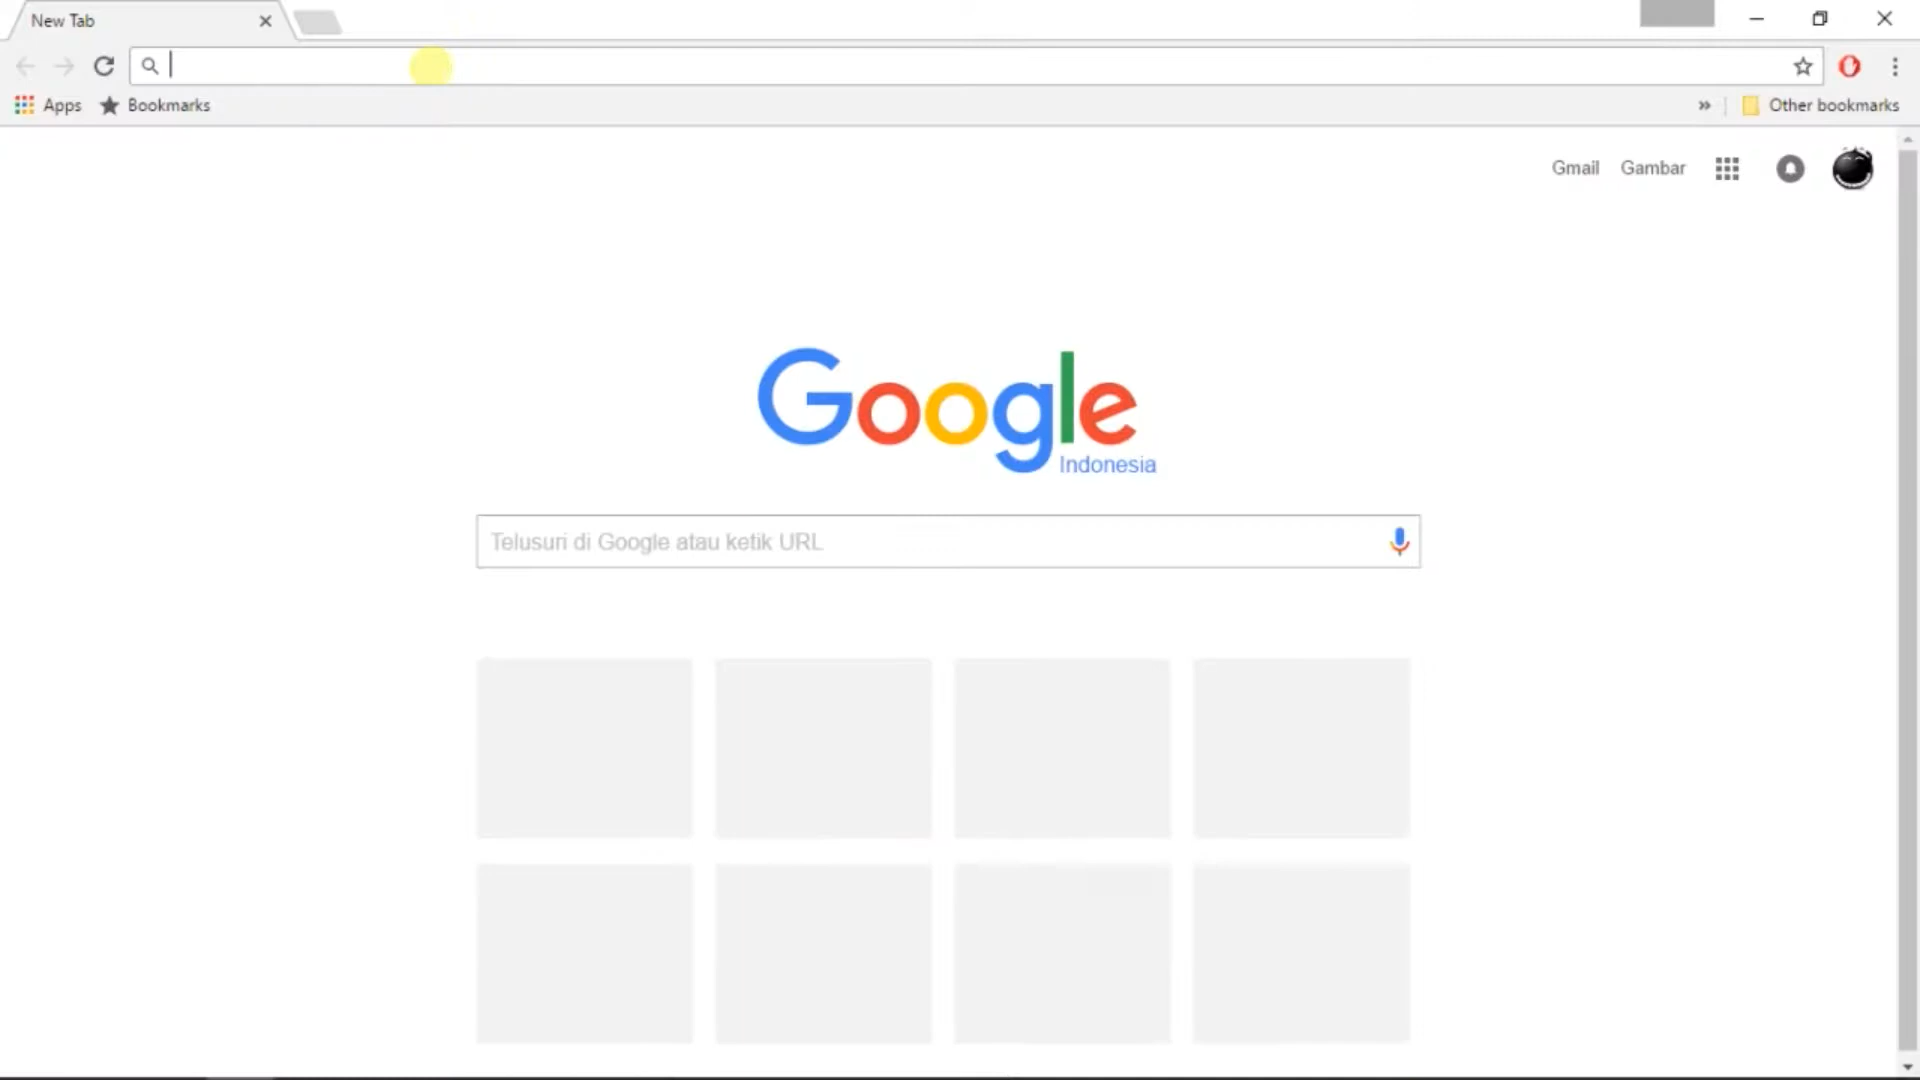 New Tab
Apps Bookmarks Other bookmarks
Gmail Gambar
Google
Indonesia
Telusuri di Google atau ketik URL